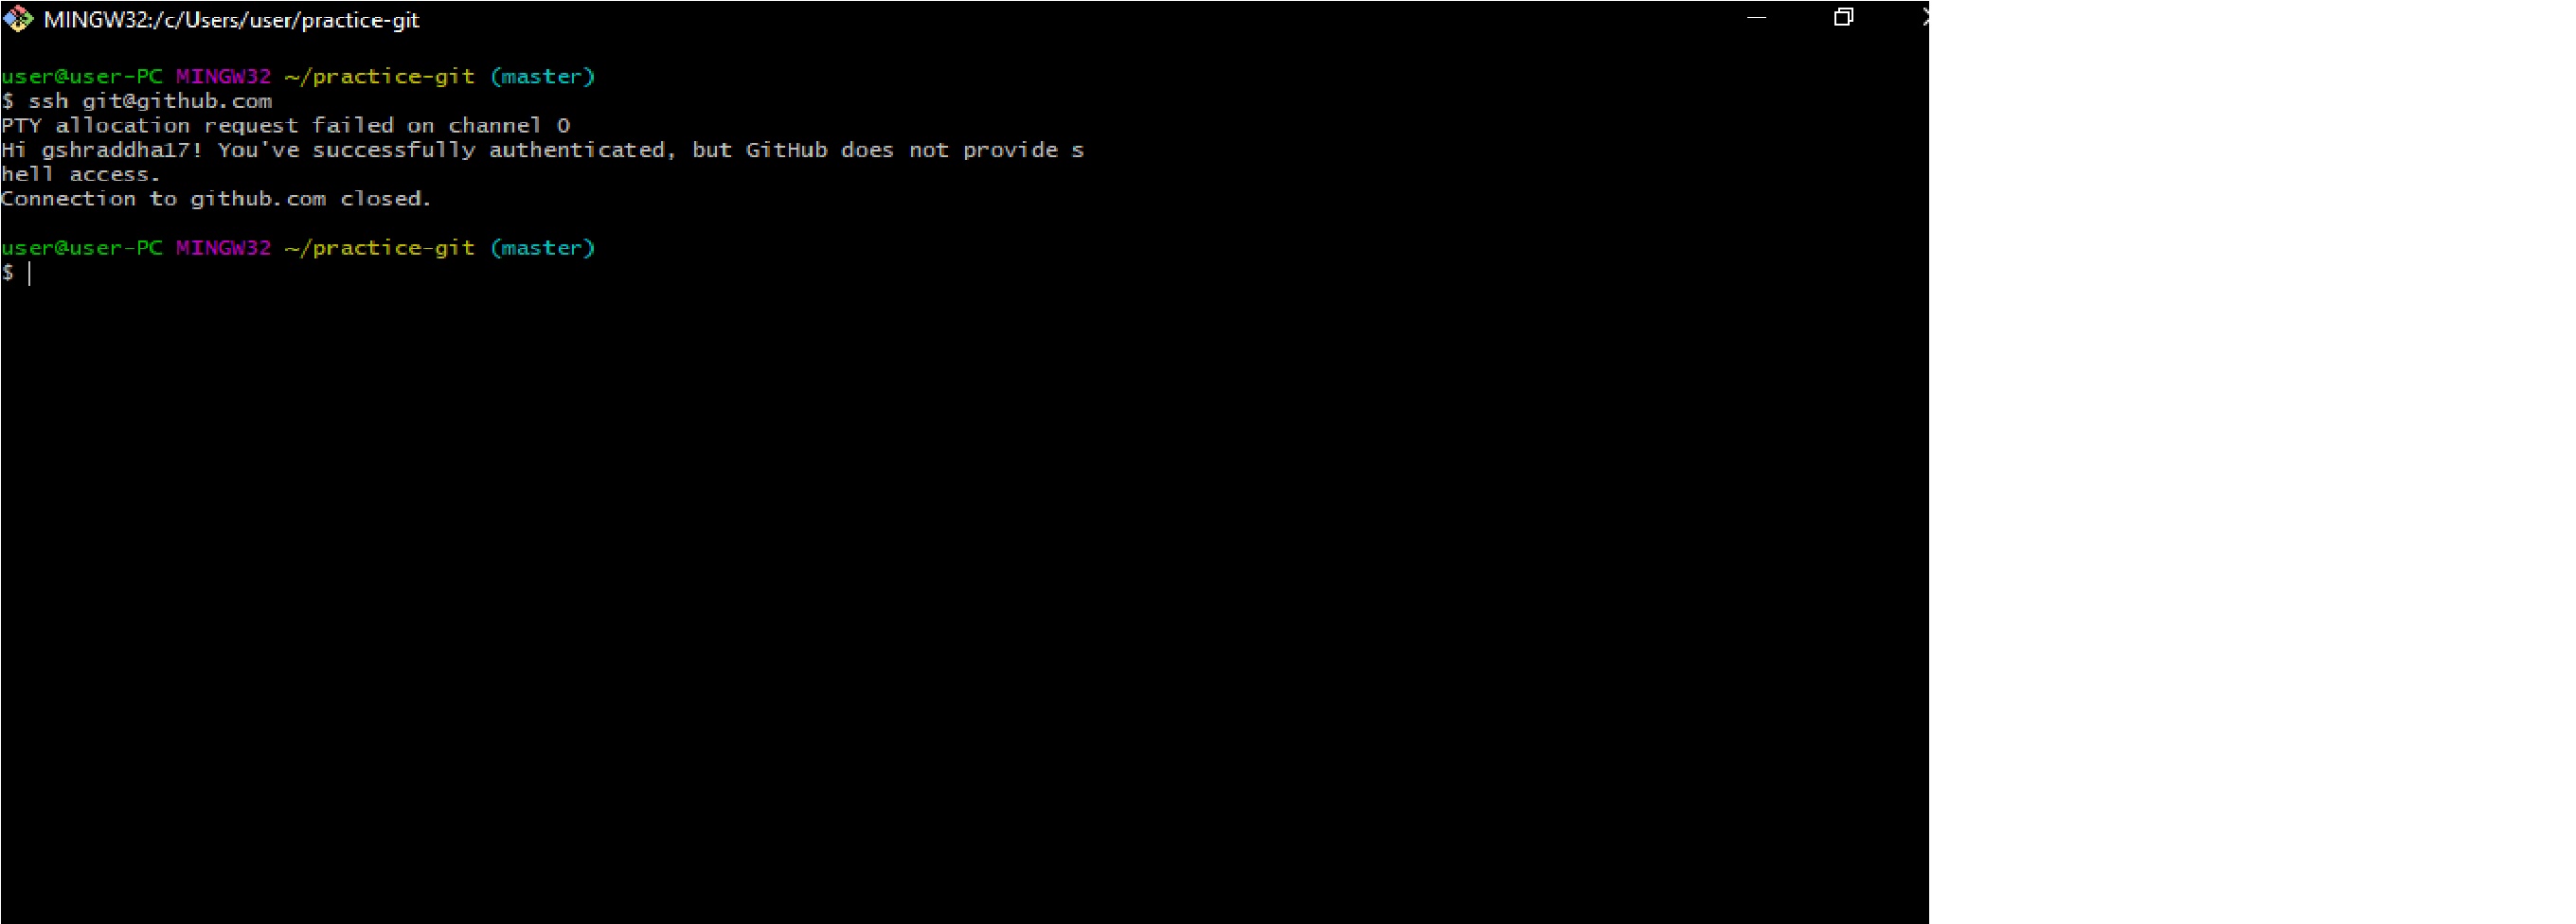 MINGW32:/c/Users/user/practice-git
user@user-PC MINGW32 ~/practice-git (master)
$ ssh git@github.com
PTY allocation request failed on channel 0
Hi gshraddha17! You've successfully authenticated, but GitHub does not provide s
hell access.
Connection to github.com closed.
user@user-PC MINGW32 ~/practice-git (master)
$